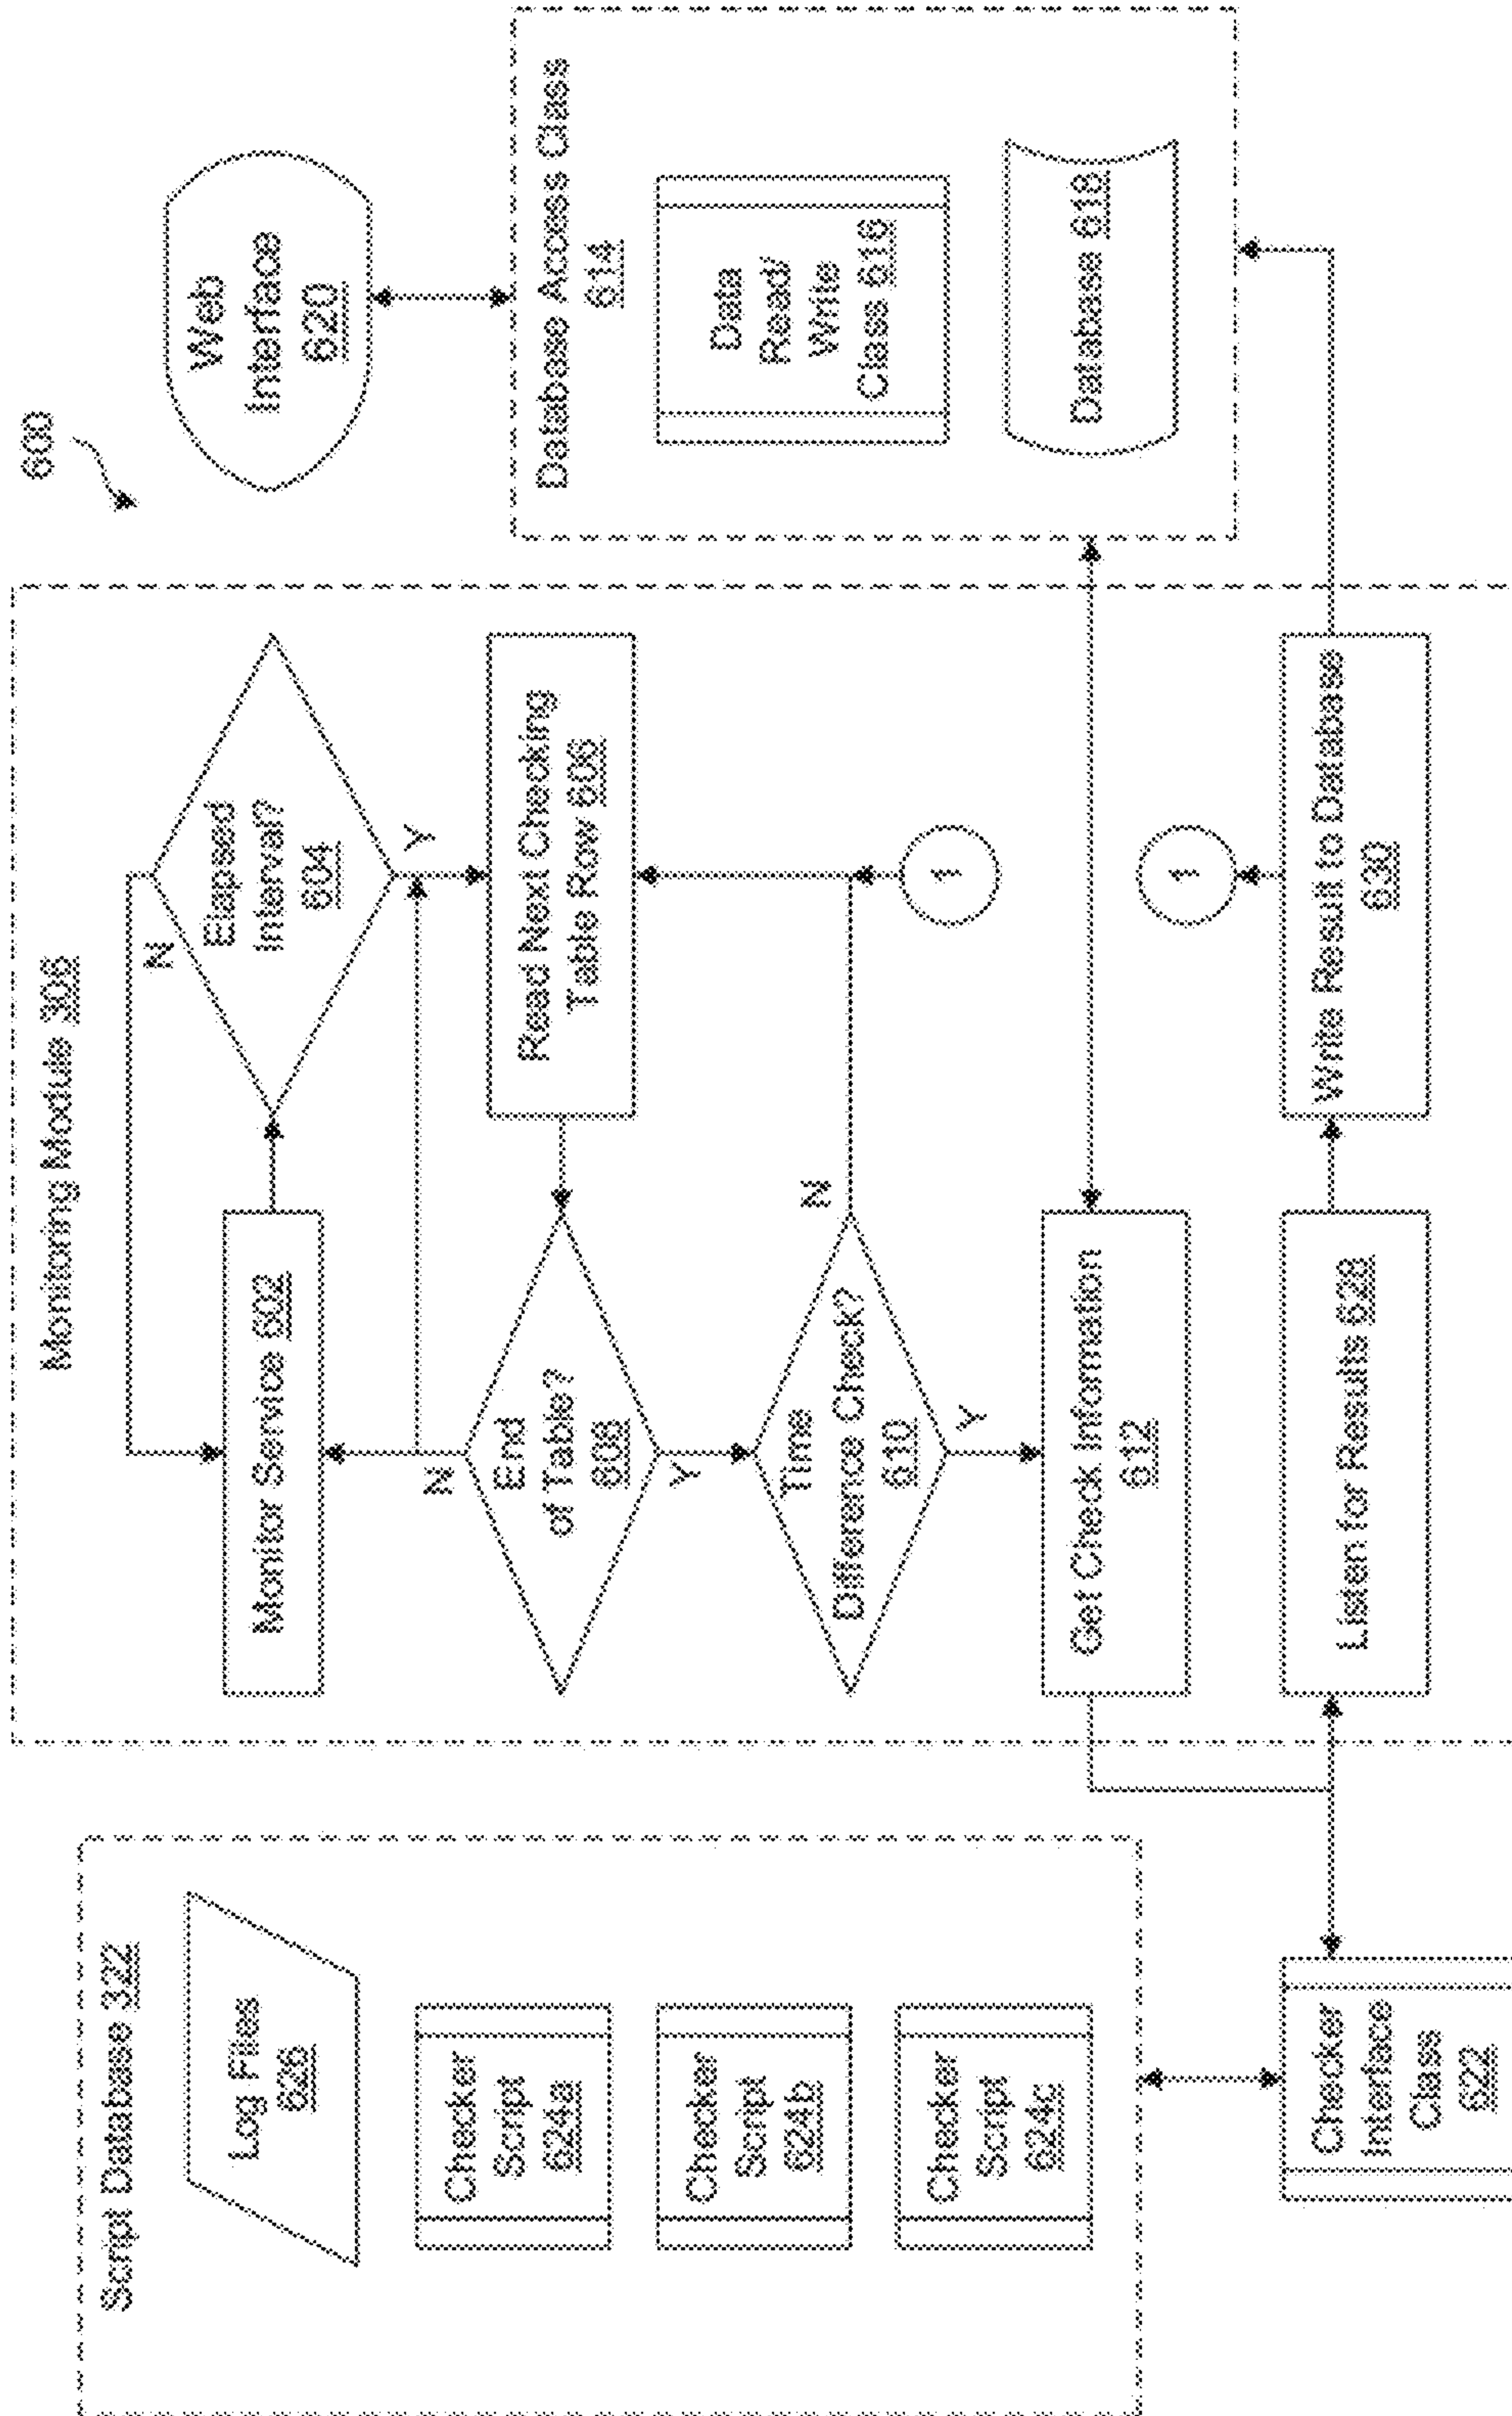 600
Script Database 322
Log Files
626
Checker
Script
624a
Checker
Script
624b
Checker
Script
624c
Checker
Interface
Class
622
Monitoring Module 306
Monitor Service 602
N
Elapsed
Interval?
604
Y
Read Next Checking
Table Row 606
N
End
of Table?
608
Y
Time
Difference Check?
610
N
Y
Get Check Information
612
1
1
Listen for Results 628
Write Result to Database
630
Web
Interface
620
Database Access Class
614
Data
Read/
Write
Class 616
Database 618